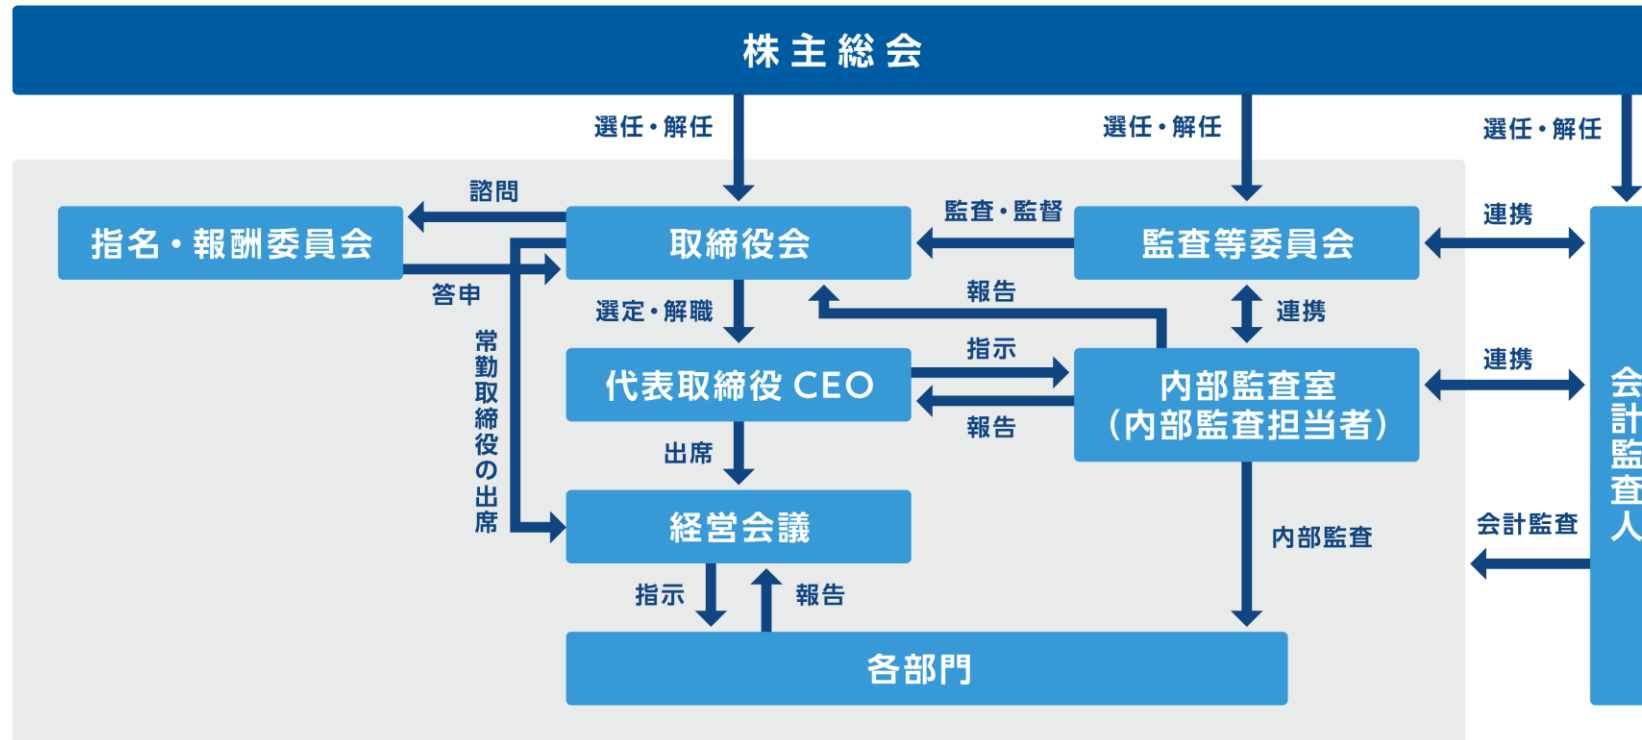 株主総会
選任・解任
選任・解任
選任・解任
諮問
指名・報酬委員会
取締役会
監査・監督
監査等委員会
連携
答申
選定・解職
報告
連携
常勤取締役の出席
代表取締役 CEO
指示
報告
内部監査室
（内部監査担当者）
連携
会計監査人
出席
経営会議
内部監査
会計監査
指示
報告
各部門